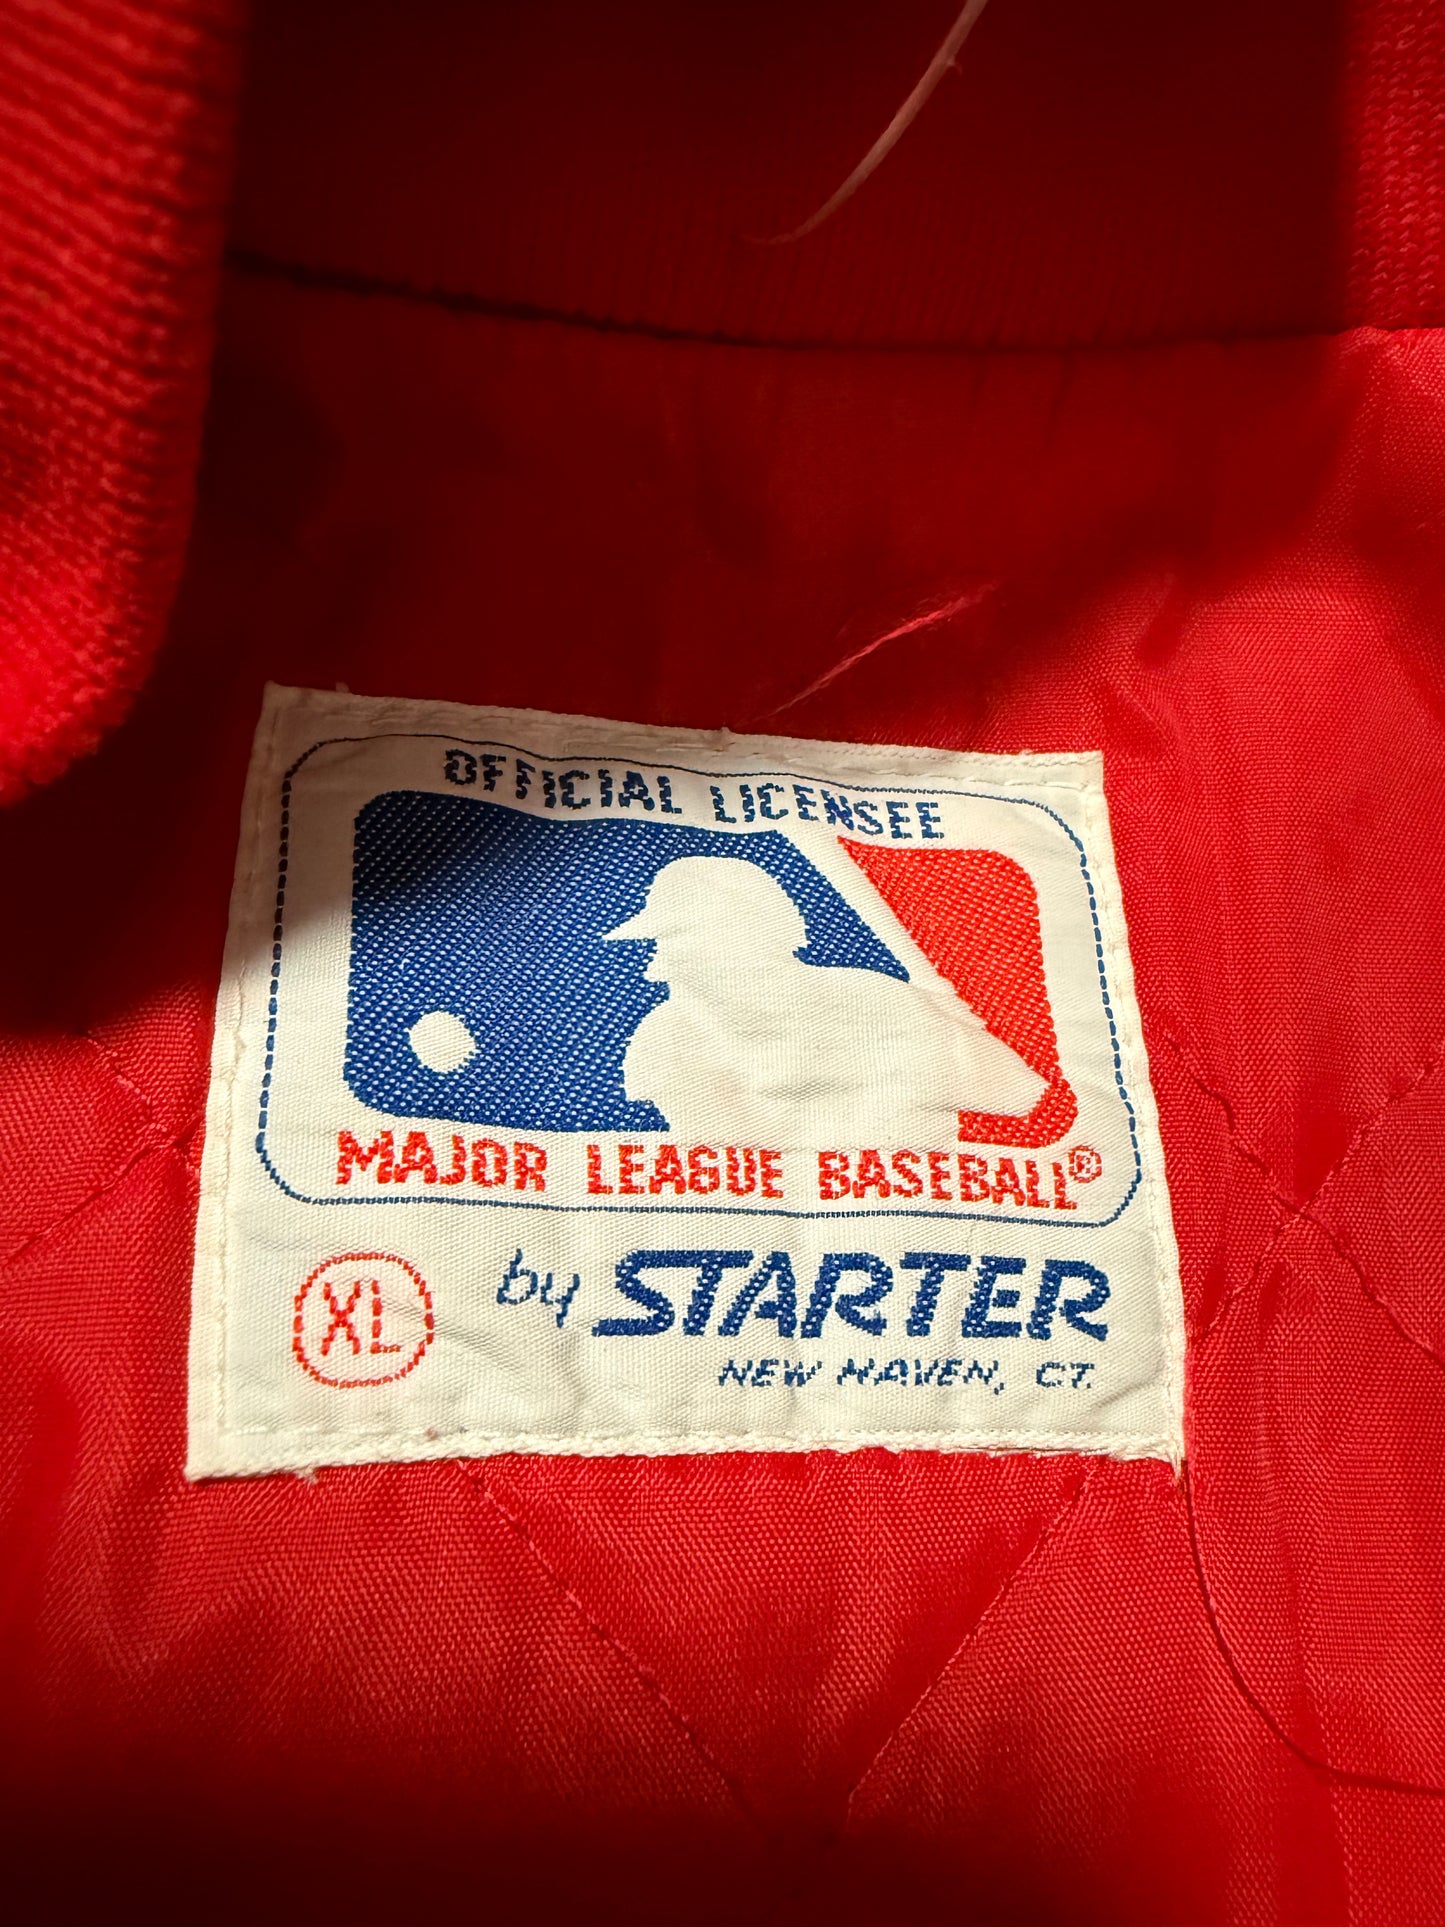 OFFICIAL LICENSEE
MAJOR LEAGUE BASEBALL®
XL by STARTER
NEW HAVEN, CT.